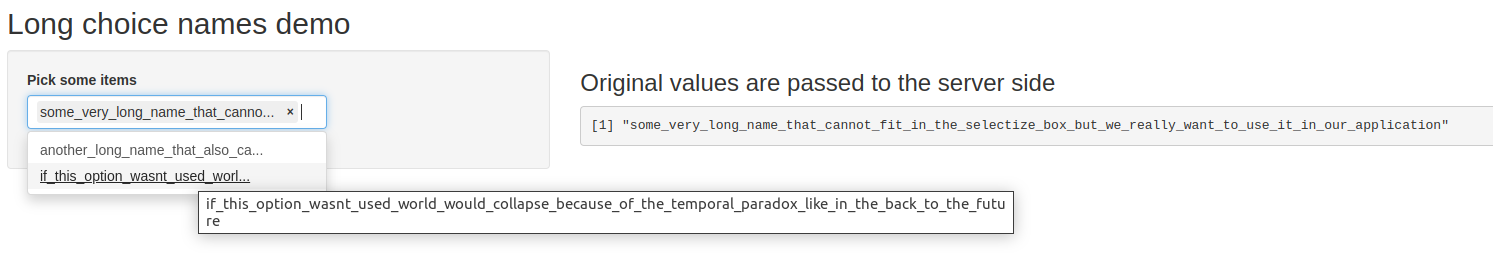 Long choice names demo
Pick some items
some_very_long_name_that_canno... ×
another_long_name_that_also_ca...
if_this_option_wasnt_used_worl...
if_this_option_wasnt_used_world_would_collapse_because_of_the_temporal_paradox_like_in_the_back_to_the_futu
re
Original values are passed to the server side
[1] "some_very_long_name_that_cannot_fit_in_the_selectize_box_but_we_really_want_to_use_it_in_our_application"